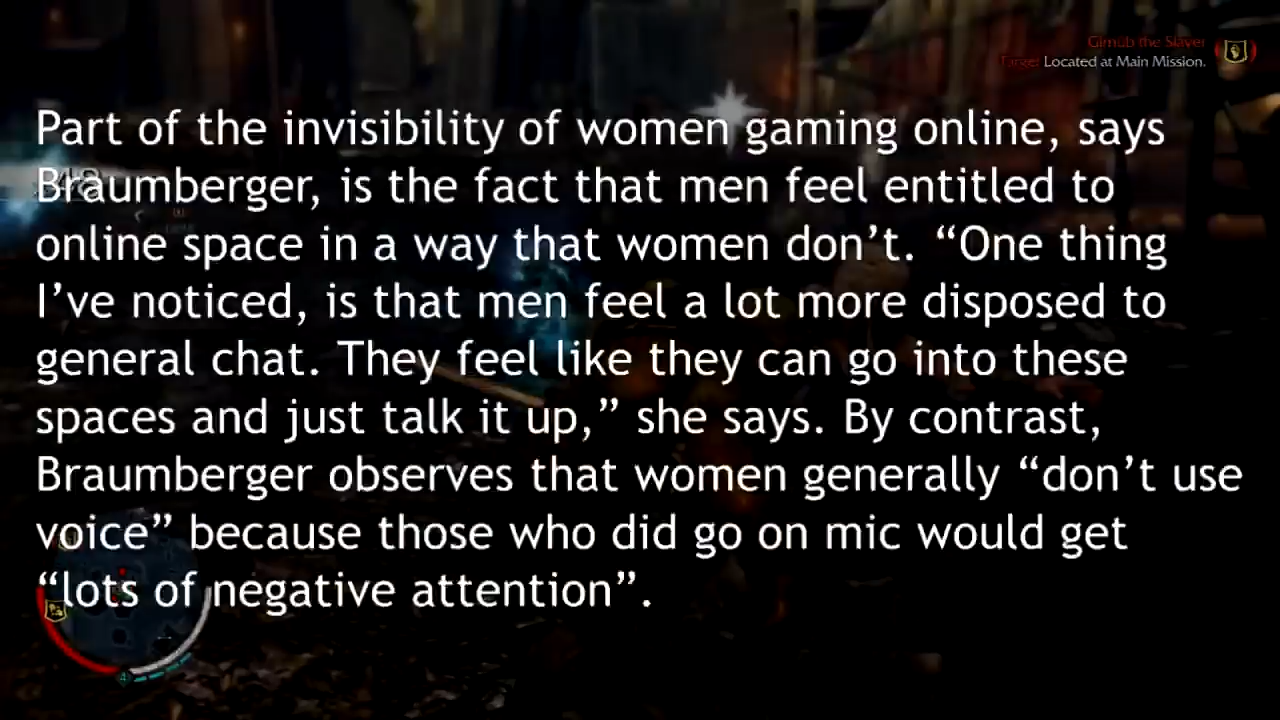 Gimub the Slaver
Target Located at Main Mission.
Part of the invisibility of women gaming online, says
Braumberger, is the fact that men feel entitled to
online space in a way that women don’t. “One thing
I’ve noticed, is that men feel a lot more disposed to
general chat. They feel like they can go into these
spaces and just talk it up,” she says. By contrast,
Braumberger observes that women generally “don’t use
voice” because those who did go on mic would get
“lots of negative attention”.
4